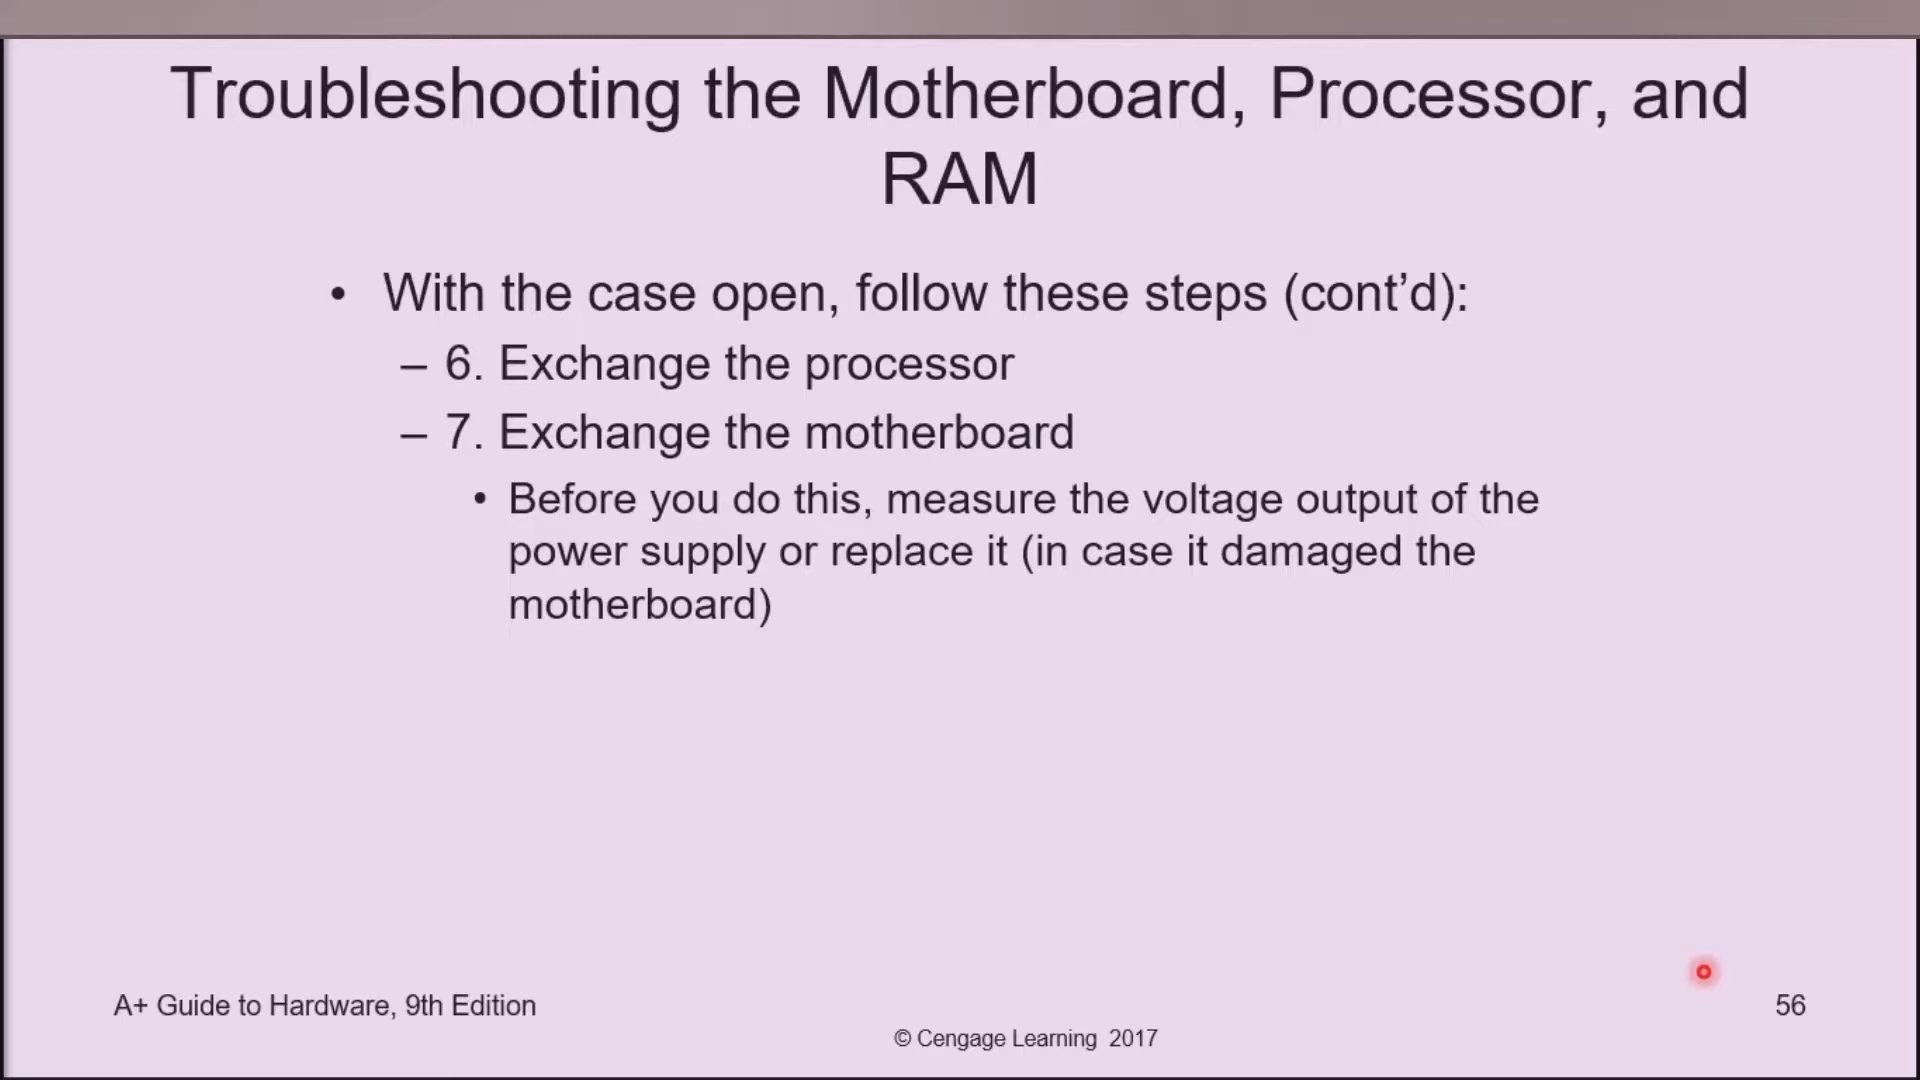 Troubleshooting the Motherboard, Processor, and
RAM
• With the case open, follow these steps (cont’d):
– 6. Exchange the processor
– 7. Exchange the motherboard
• Before you do this, measure the voltage output of the
power supply or replace it (in case it damaged the
motherboard)
A+ Guide to Hardware, 9th Edition
56
© Cengage Learning 2017